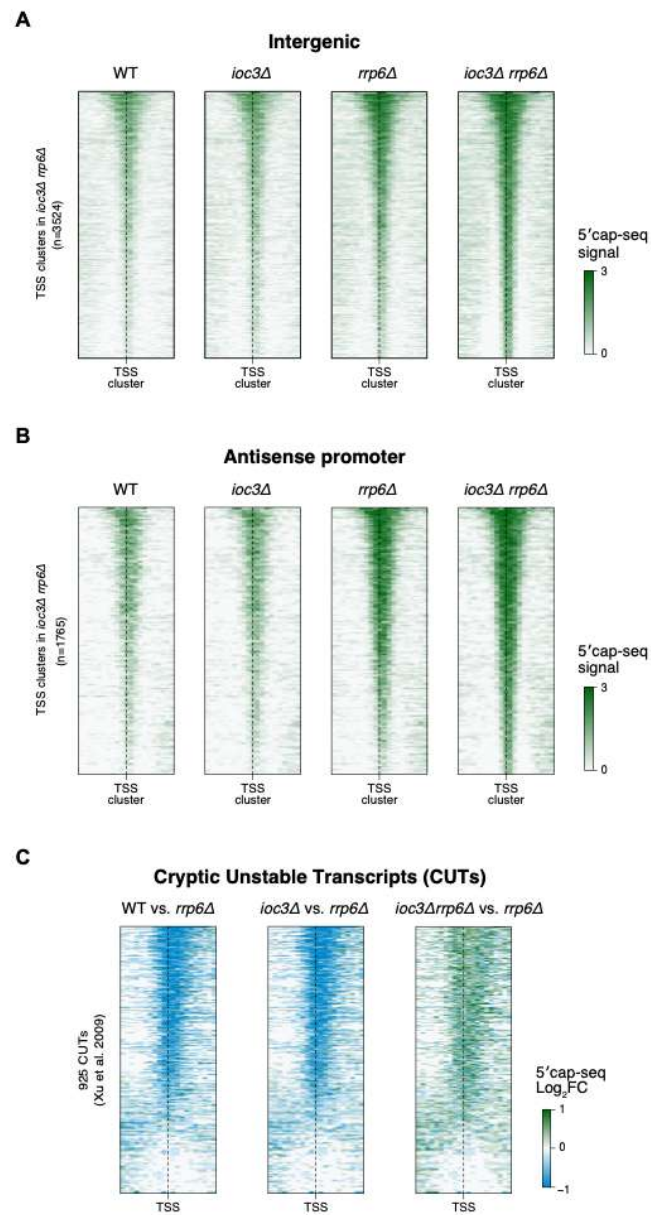 A
Intergenic
WT
ioc3Δ
rrp6Δ
ioc3Δ rrp6Δ
TSS clusters in ioc3Δ rrp6Δ
(n=3524)
5′cap-seq
signal
3
0
TSS
cluster
TSS
cluster
TSS
cluster
TSS
cluster
B
Antisense promoter
WT
ioc3Δ
rrp6Δ
ioc3Δ rrp6Δ
TSS clusters in ioc3Δ rrp6Δ
(n=1765)
5′cap-seq
signal
3
0
TSS
cluster
TSS
cluster
TSS
cluster
TSS
cluster
C
Cryptic Unstable Transcripts (CUTs)
WT vs. rrp6Δ
ioc3Δ vs. rrp6Δ
ioc3Δrrp6Δ vs. rrp6Δ
925 CUTs
(Xu et al. 2009)
5′cap-seq
Log₂FC
1
0
−1
TSS
TSS
TSS